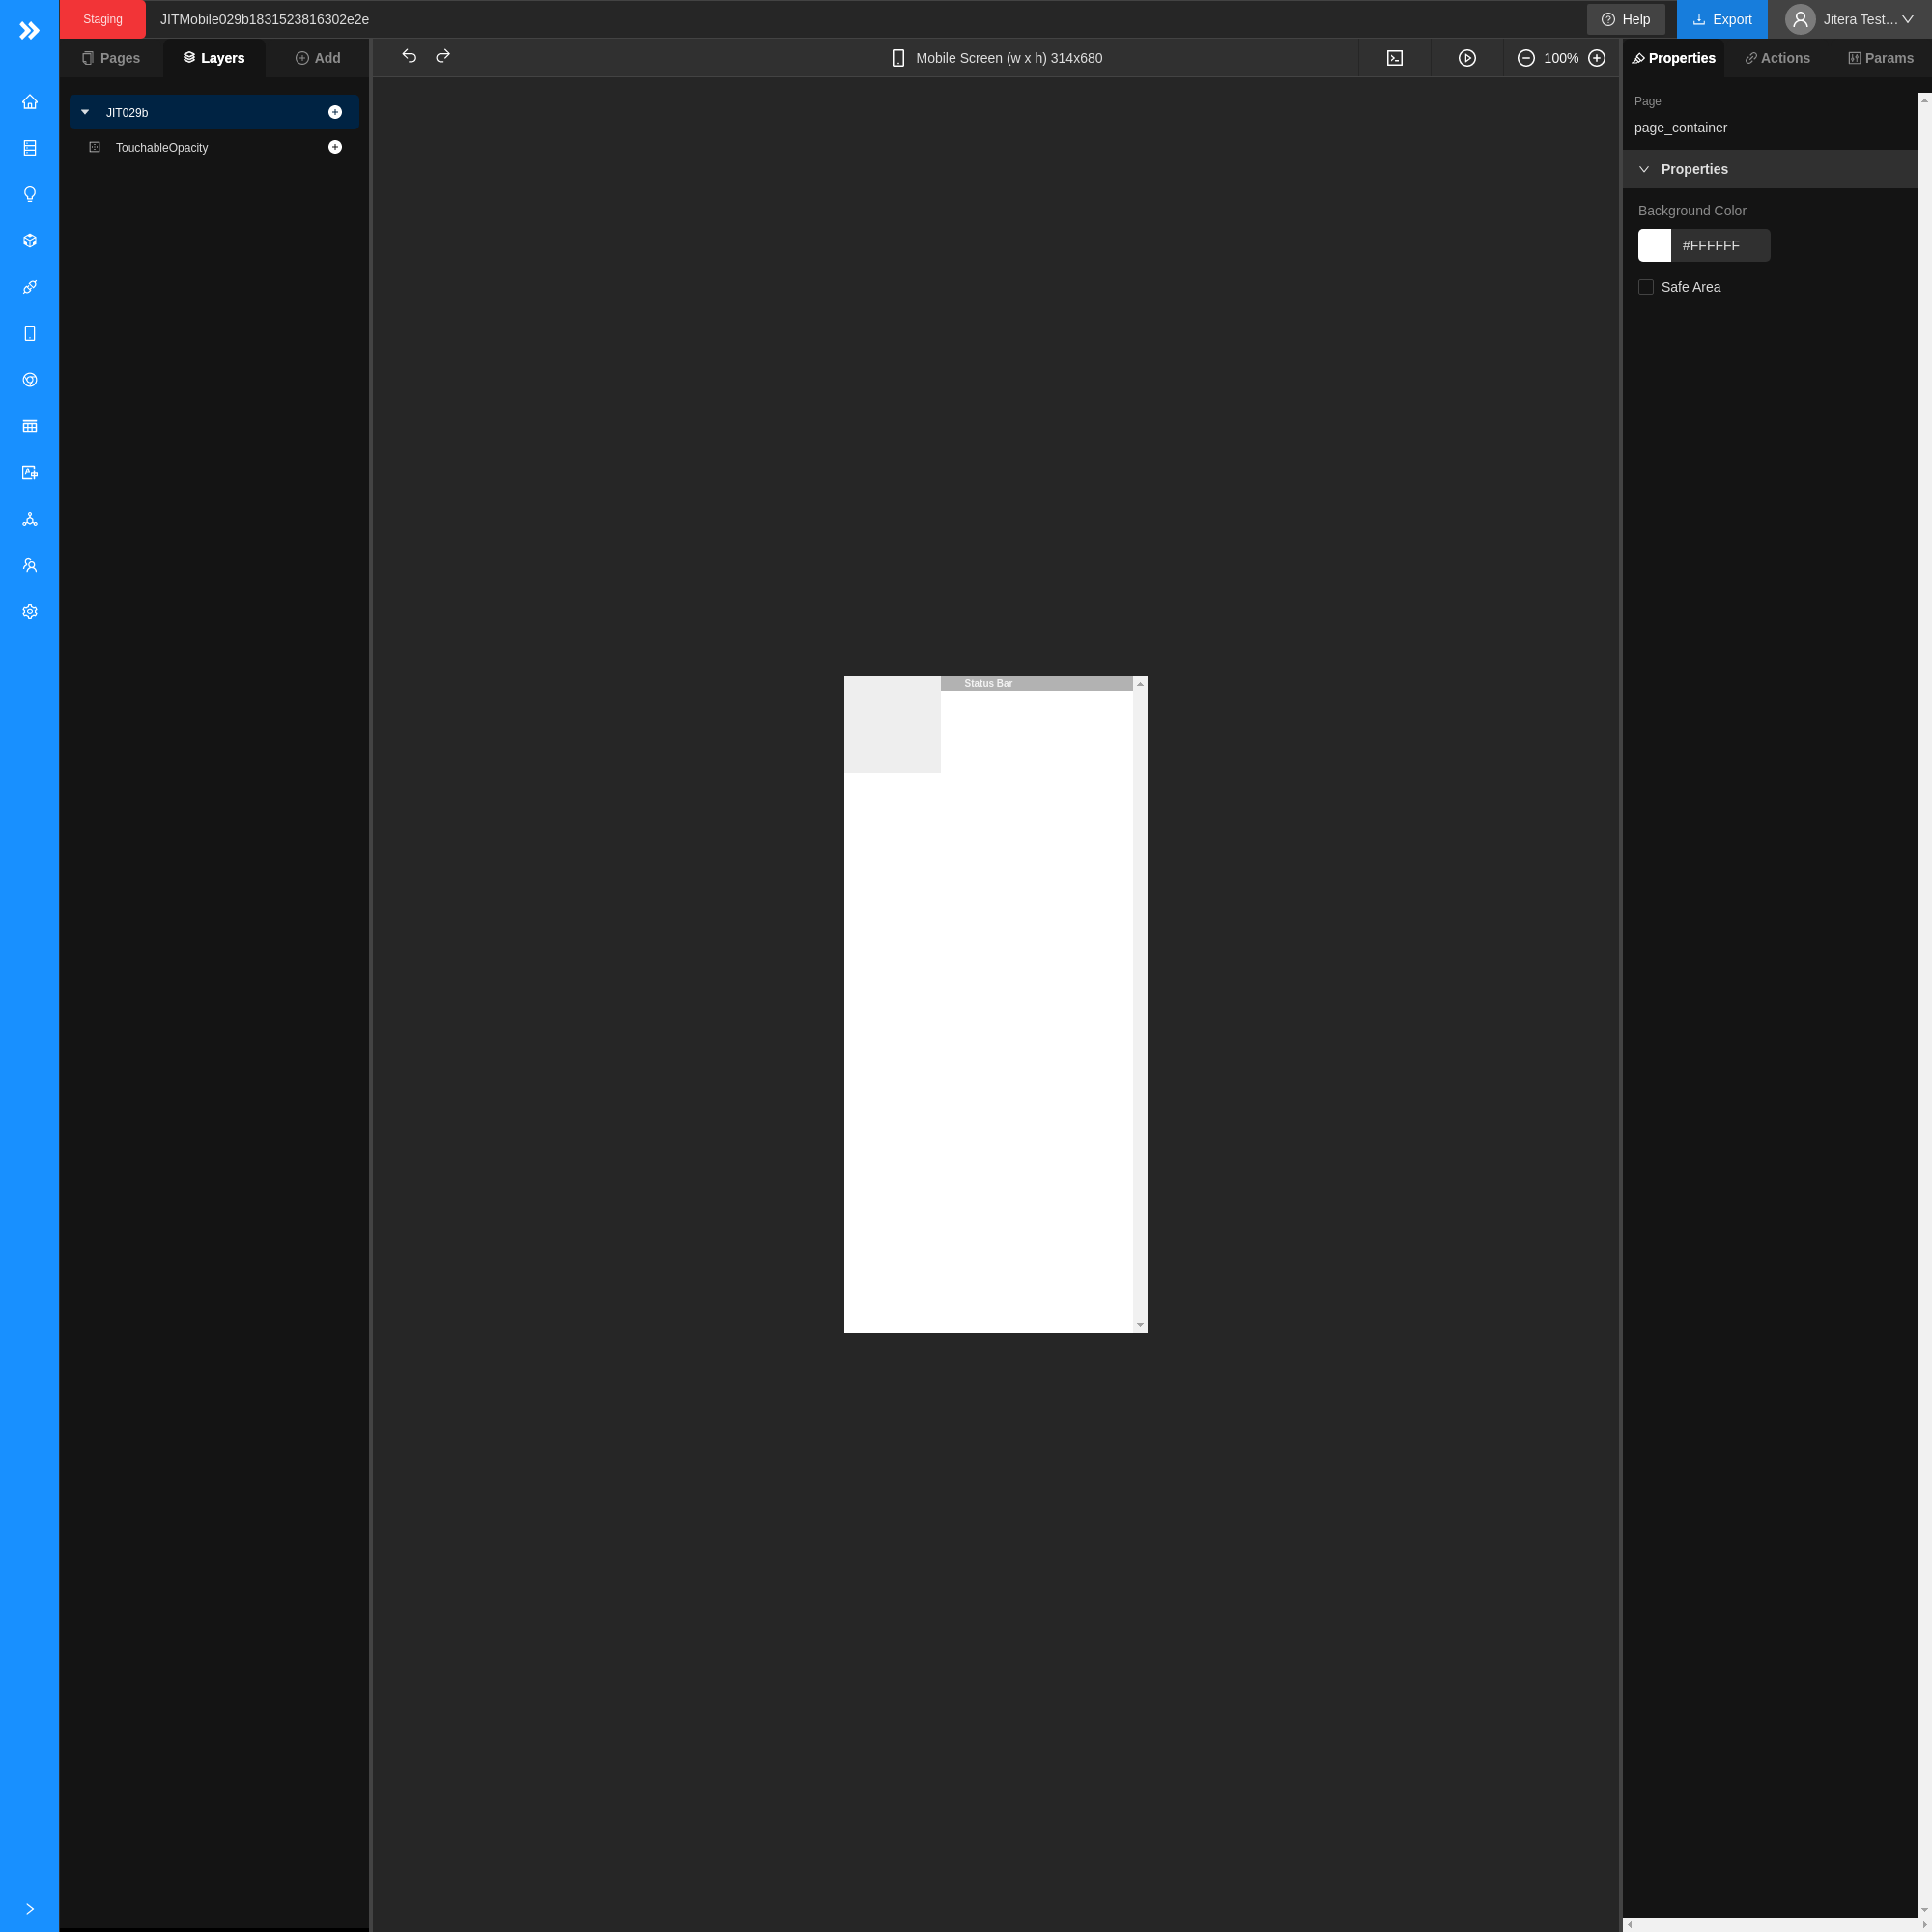 Staging
JITMobile029b1831523816302e2e
Help
Export
Jitera Test…
Pages
Layers
Add
Mobile Screen (w x h) 314x680
100%
Properties
Actions
Params
JIT029b
TouchableOpacity
Page
page_container
Properties
Background Color
#FFFFFF
Safe Area
Status Bar